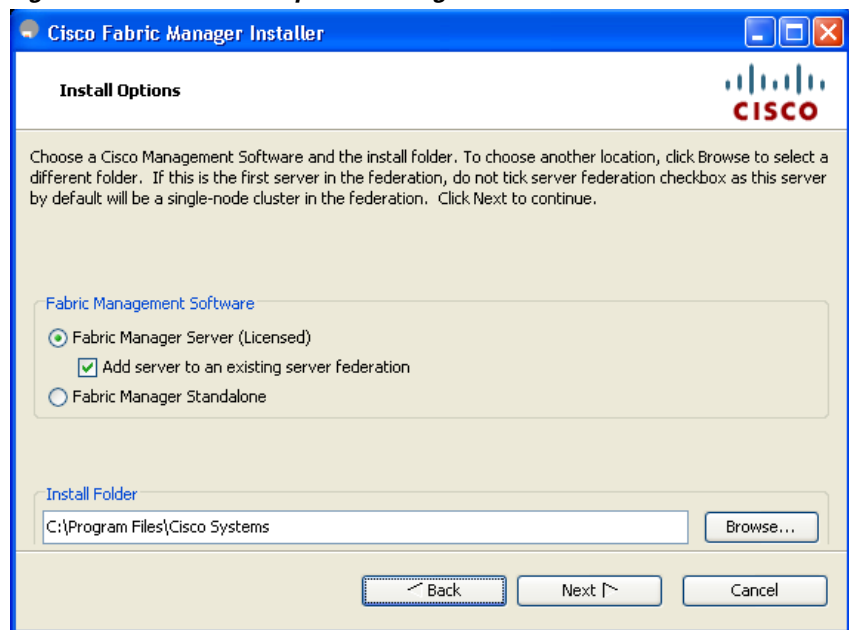 Cisco Fabric Manager Installer
Install Options
CISCO
Choose a Cisco Management Software and the install folder. To choose another location, click Browse to select a
different folder. If this is the first server in the federation, do not tick server federation checkbox as this server
by default will be a single-node cluster in the federation. Click Next to continue.
Fabric Management Software
Fabric Manager Server (Licensed)
Add server to an existing server federation
Fabric Manager Standalone
Install Folder
C:\Program Files\Cisco Systems
Browse...
Back
Next
Cancel